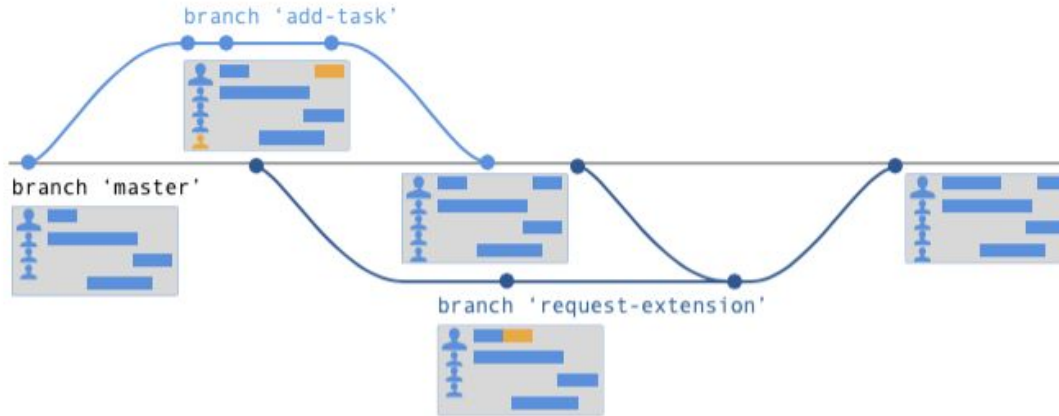 branch ‘add-task’
branch ‘master’
branch ‘request-extension’